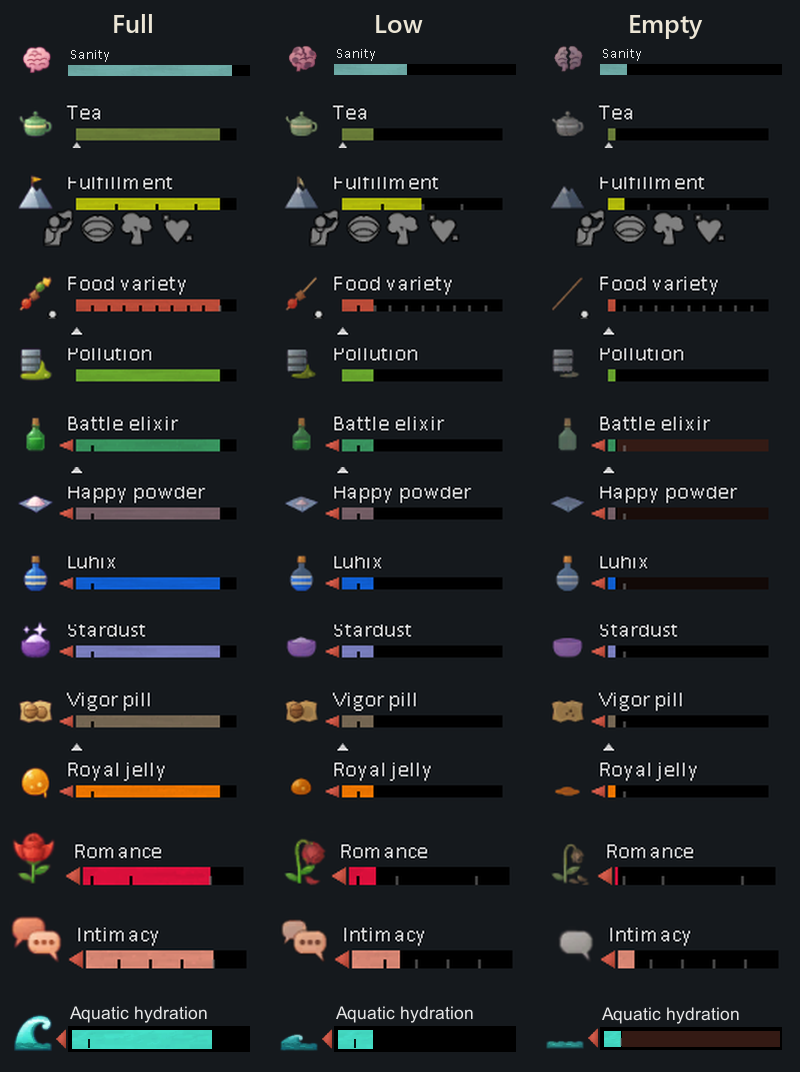 Full Low Empty
Sanity Sanity Sanity
Tea Tea Tea
Fulfillment Fulfillment Fulfillment
Food variety Food variety Food variety
Pollution Pollution Pollution
Battle elixir Battle elixir Battle elixir
Happy powder Happy powder Happy powder
Luhix Luhix Luhix
Stardust Stardust Stardust
Vigor pill Vigor pill Vigor pill
Royal jelly Royal jelly Royal jelly
Romance Romance Romance
Intimacy Intimacy Intimacy
Aquatic hydration Aquatic hydration Aquatic hydration